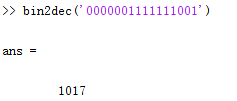 >> bin2dec('0000001111111001')
ans =
1017